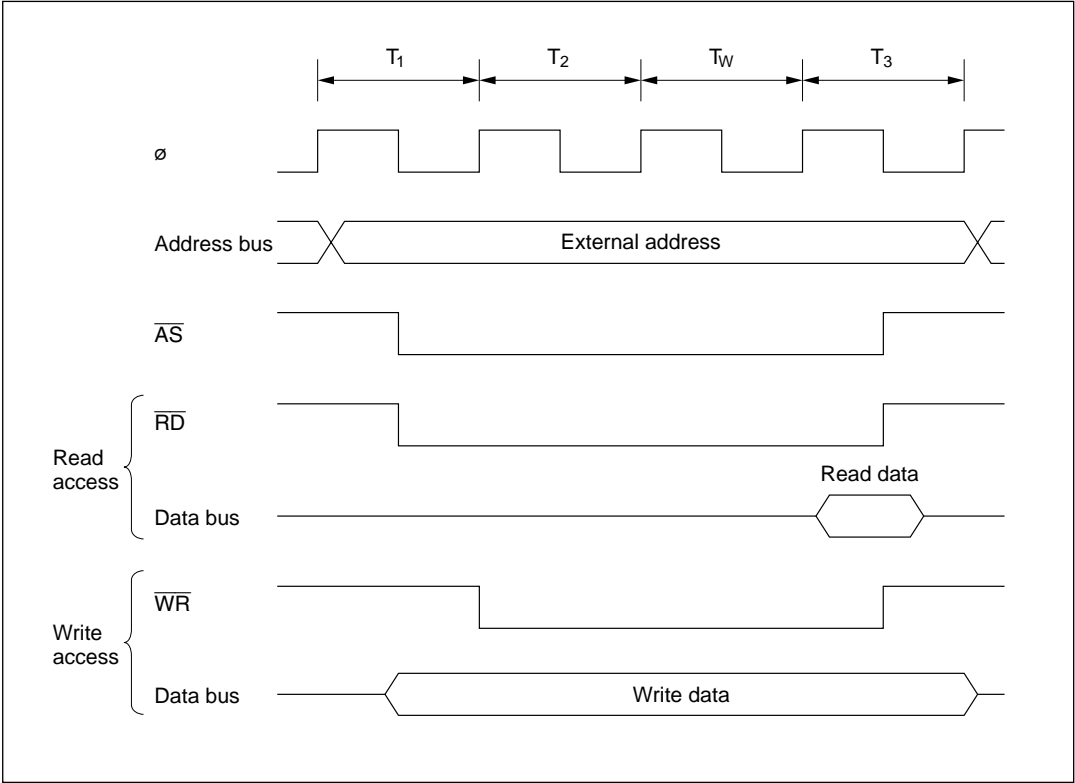 T1 T2 TW T3
ø
Address bus External address
AS
RD
Read access
Read data
Data bus
WR
Write access
Data bus Write data